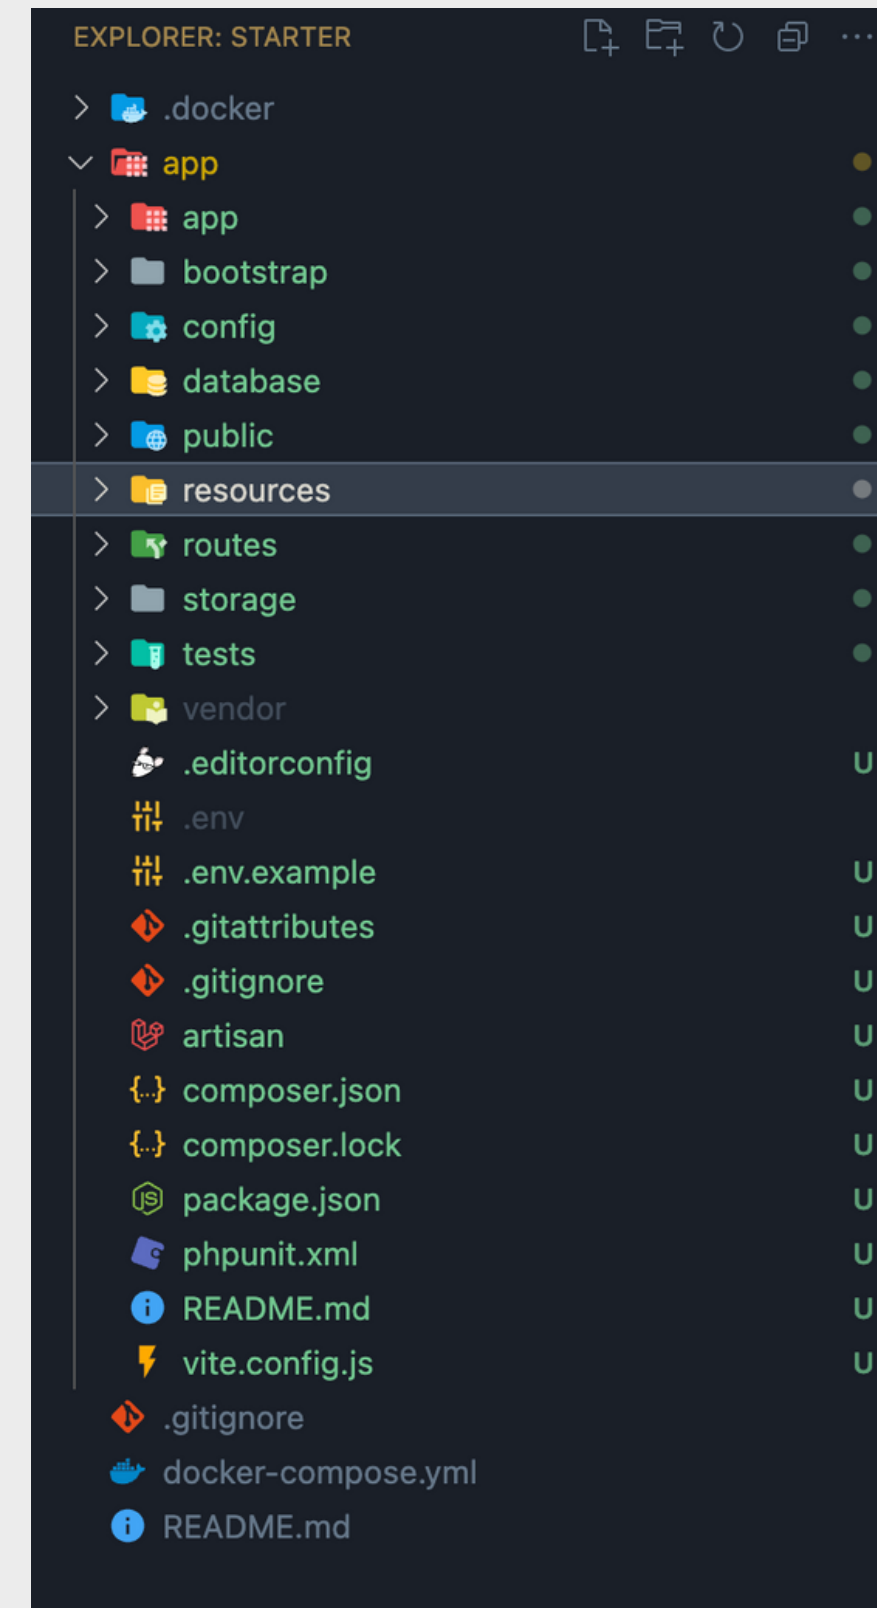 EXPLORER: STARTER
.docker
app
app
bootstrap
config
database
public
resources
routes
storage
tests
vendor
.editorconfig U
.env
.env.example U
.gitattributes U
.gitignore U
artisan U
composer.json U
composer.lock U
package.json U
phpunit.xml U
README.md U
vite.config.js U
.gitignore
docker-compose.yml
README.md